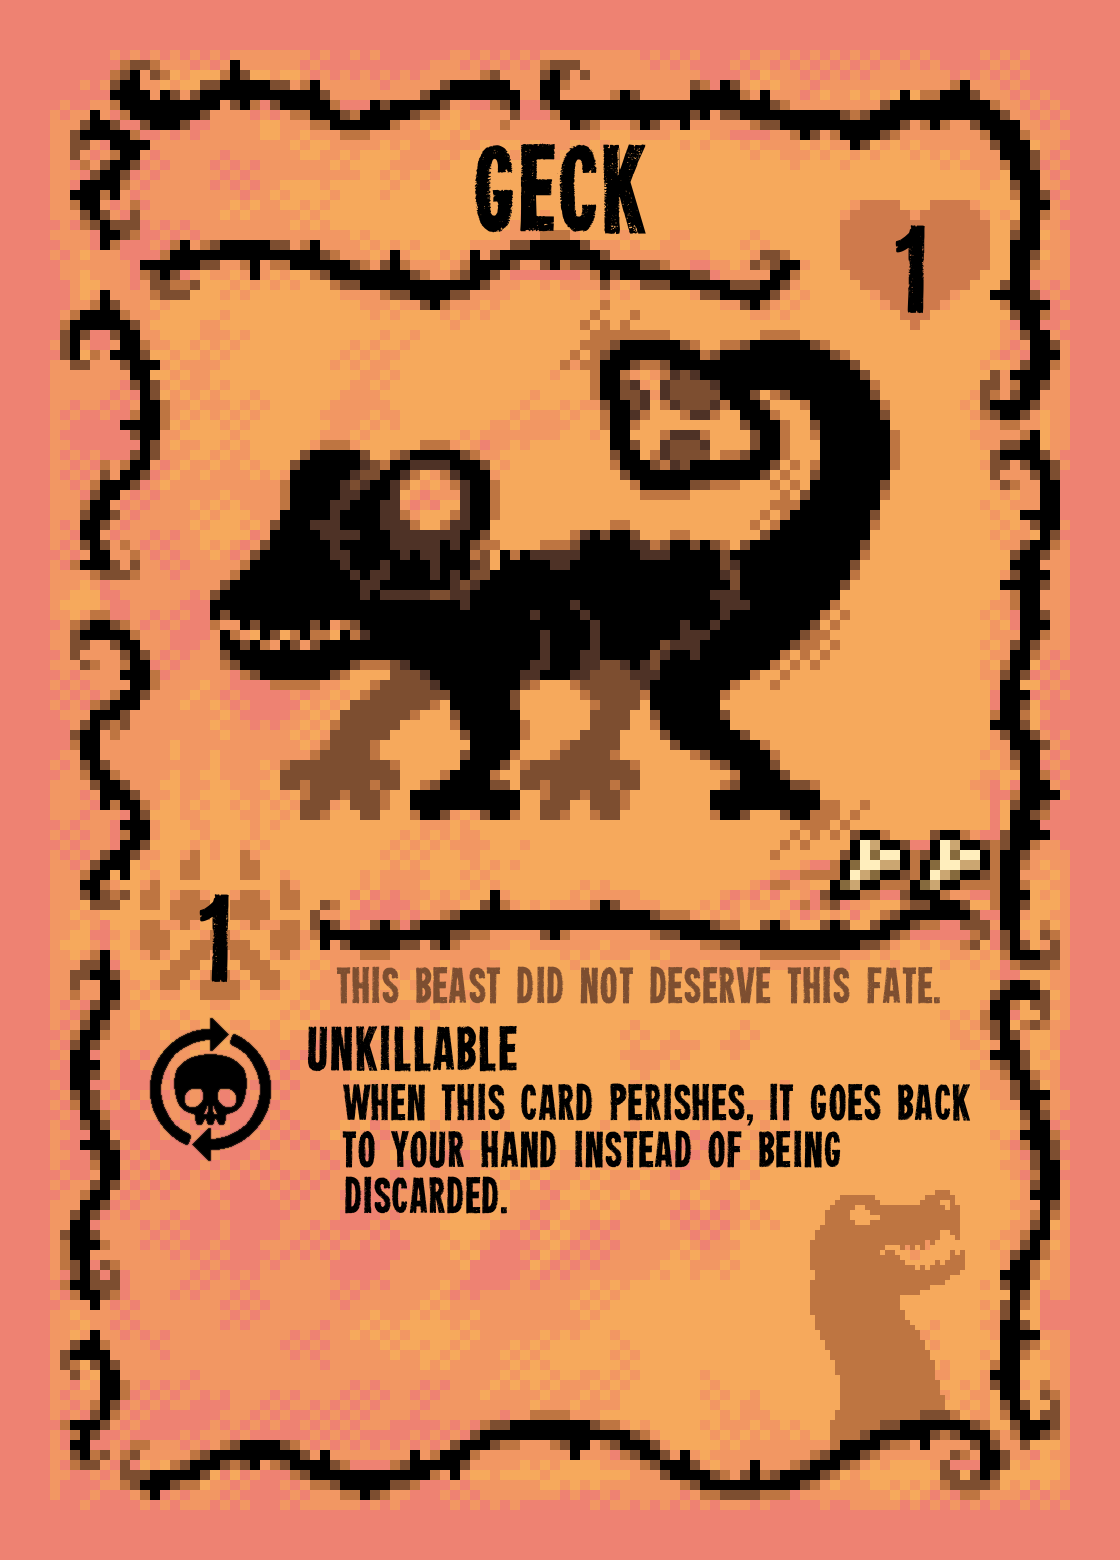 GECK
1
1
THIS BEAST DID NOT DESERVE THIS FATE.
UNKILLABLE
WHEN THIS CARD PERISHES, IT GOES BACK
TO YOUR HAND INSTEAD OF BEING
DISCARDED.